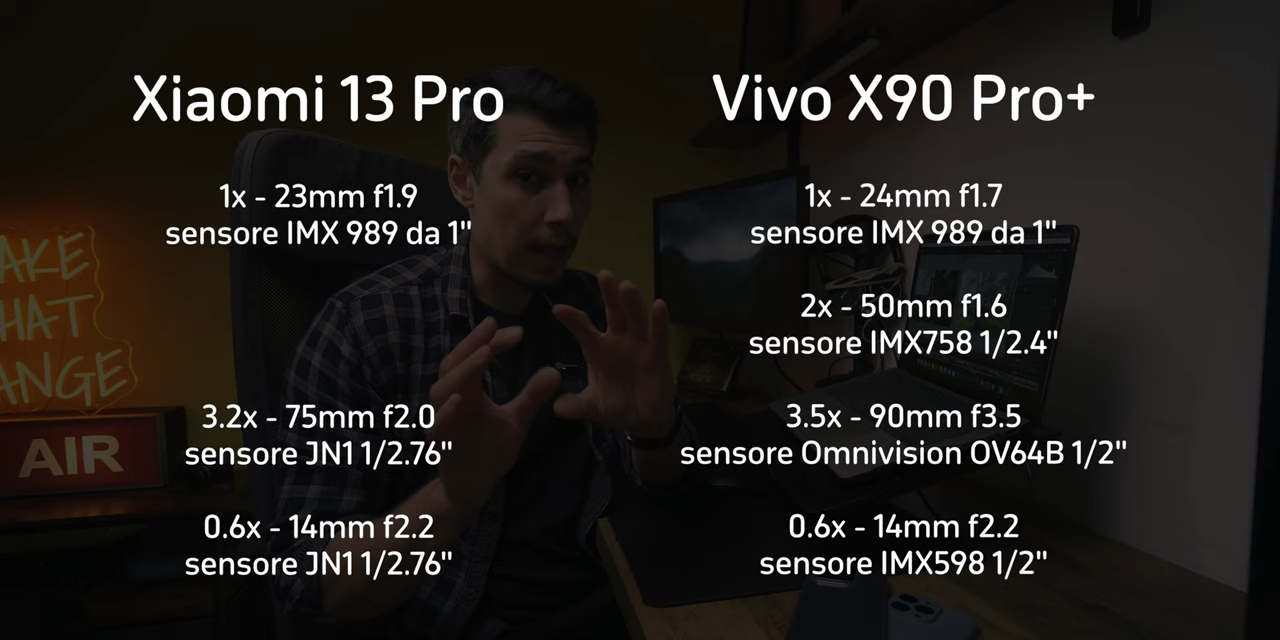 Xiaomi 13 Pro
1x - 23mm f1.9
sensore IMX 989 da 1"
3.2x - 75mm f2.0
sensore JN1 1/2.76"
0.6x - 14mm f2.2
sensore JN1 1/2.76"
Vivo X90 Pro+
1x - 24mm f1.7
sensore IMX 989 da 1"
2x - 50mm f1.6
sensore IMX758 1/2.4"
3.5x - 90mm f3.5
sensore Omnivision OV64B 1/2"
0.6x - 14mm f2.2
sensore IMX598 1/2"
AKE
HAT
ANGE
AIR